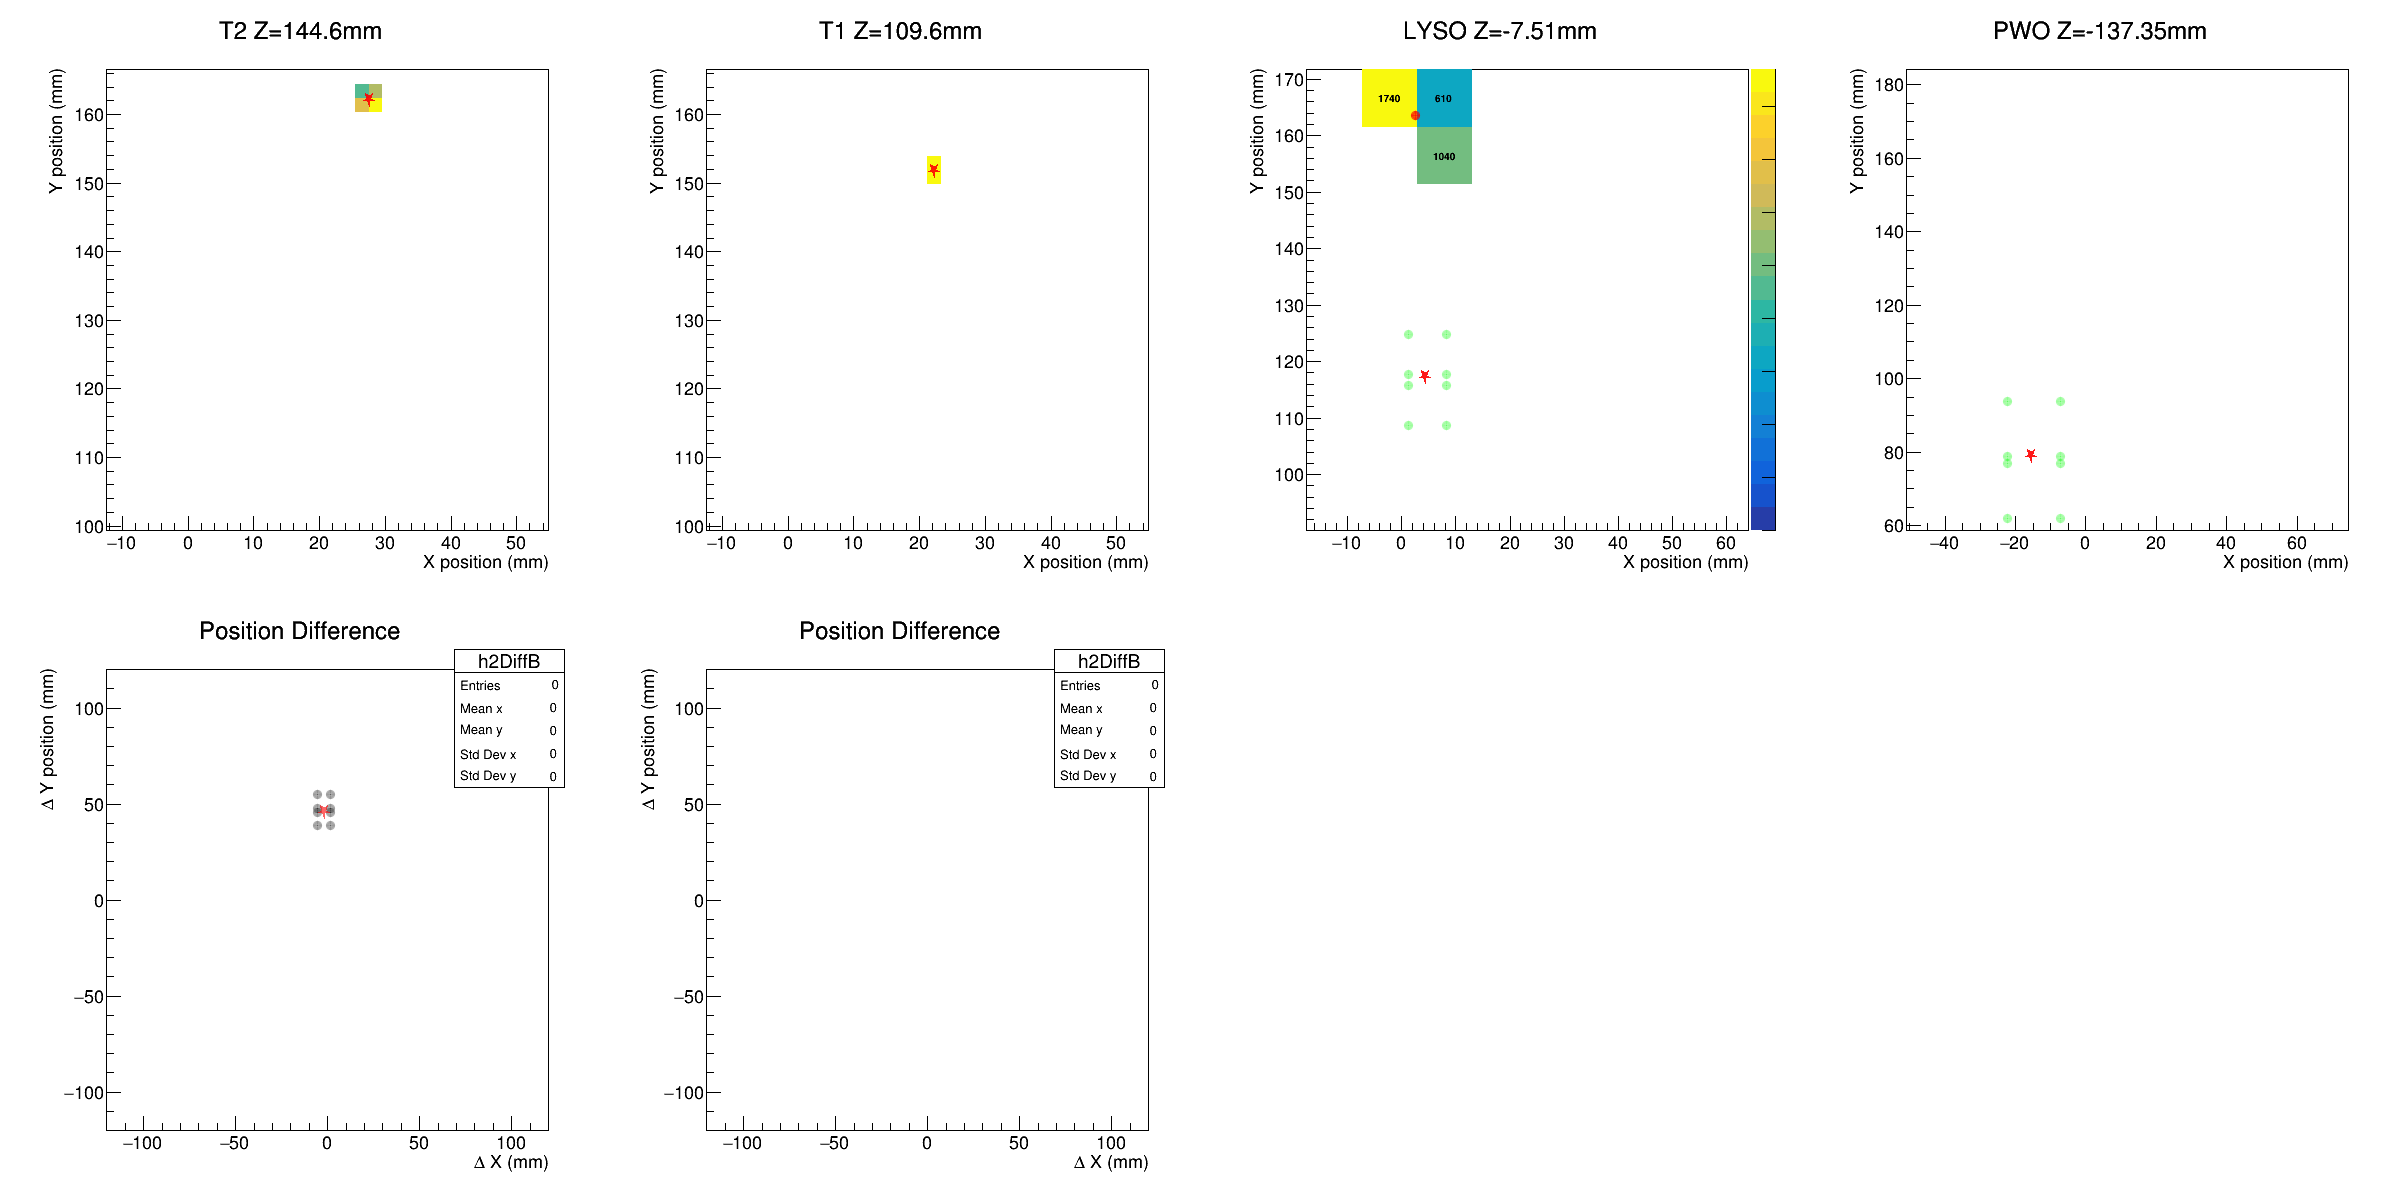 T2 Z=144.6mm
Y position (mm)
160
150
140
130
120
110
100
−10 0 10 20 30 40 50
X position (mm)
T1 Z=109.6mm
Y position (mm)
160
150
140
130
120
110
100
−10 0 10 20 30 40 50
X position (mm)
LYSO Z=-7.51mm
Y position (mm)
170
160
150
140
130
120
110
100
1740 610
1040
−10 0 10 20 30 40 50 60
X position (mm)
PWO Z=-137.35mm
Y position (mm)
180
160
140
120
100
80
60
−40 −20 0 20 40 60
X position (mm)
Position Difference
h2DiffB
Entries 0
Mean x 0
Mean y 0
Std Dev x 0
Std Dev y 0
Δ Y position (mm)
100
50
0
−50
−100
−100 −50 0 50 100
Δ X (mm)
Position Difference
h2DiffB
Entries 0
Mean x 0
Mean y 0
Std Dev x 0
Std Dev y 0
Δ Y position (mm)
100
50
0
−50
−100
−100 −50 0 50 100
Δ X (mm)